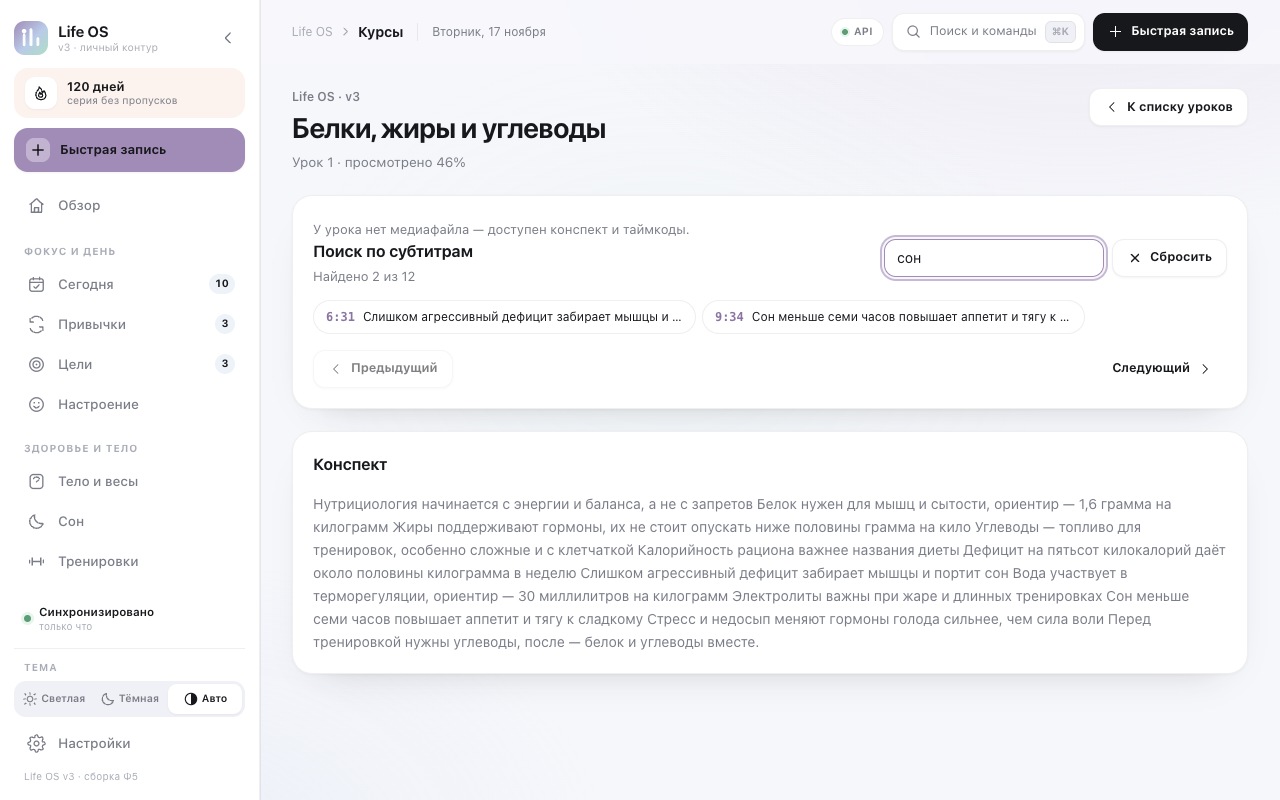 Life OS
v3 · личный контур
120 дней
серия без пропусков
Быстрая запись
Обзор
ФОКУС И ДЕНЬ
Сегодня 10
Привычки 3
Цели 3
Настроение
ЗДОРОВЬЕ И ТЕЛО
Тело и весы
Сон
Тренировки
Синхронизировано
только что
ТЕМА
Светлая Тёмная Авто
Настройки
Life OS v3 · сборка Ф5
Life OS Курсы Вторник, 17 ноября
API
Поиск и команды ⌘K
Быстрая запись
Life OS · v3
Белки, жиры и углеводы
Урок 1 · просмотрено 46%
К списку уроков
У урока нет медиафайла — доступен конспект и таймкоды.
Поиск по субтитрам
Найдено 2 из 12
сон
Сбросить
6:31 Слишком агрессивный дефицит забирает мышцы и ...
9:34 Сон меньше семи часов повышает аппетит и тягу к ...
Предыдущий
Следующий
Конспект
Нутрициология начинается с энергии и баланса, а не с запретов Белок нужен для мышц и сытости, ориентир — 1,6 грамма на
килограмм Жиры поддерживают гормоны, их не стоит опускать ниже половины грамма на кило Углеводы — топливо для
тренировок, особенно сложные и с клетчаткой Калорийность рациона важнее названия диеты Дефицит на пятьсот килокалорий даёт
около половины килограмма в неделю Слишком агрессивный дефицит забирает мышцы и портит сон Вода участвует в
терморегуляции, ориентир — 30 миллилитров на килограмм Электролиты важны при жаре и длинных тренировках Сон меньше
семи часов повышает аппетит и тягу к сладкому Стресс и недосып меняют гормоны голода сильнее, чем сила воли Перед
тренировкой нужны углеводы, после — белок и углеводы вместе.